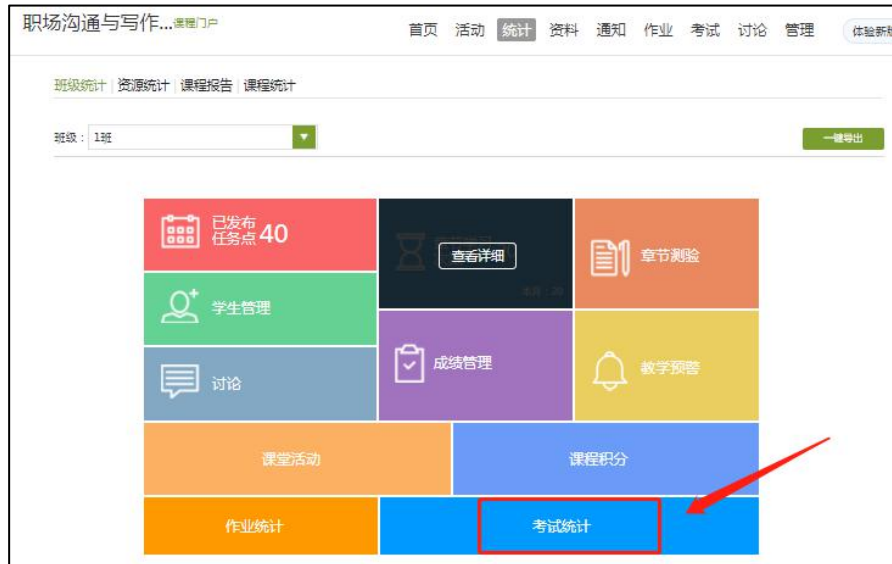 职场沟通与写作...课程门户
首页 活动 统计 资料 通知 作业 考试 讨论 管理 体验新版
班级统计 资源统计 课程报告 课程统计
班级： 1班
一键导出
已发布
任务点 40
查看详细
章节测验
学生管理
成绩管理
教学预警
讨论
课堂活动
课程积分
作业统计
考试统计